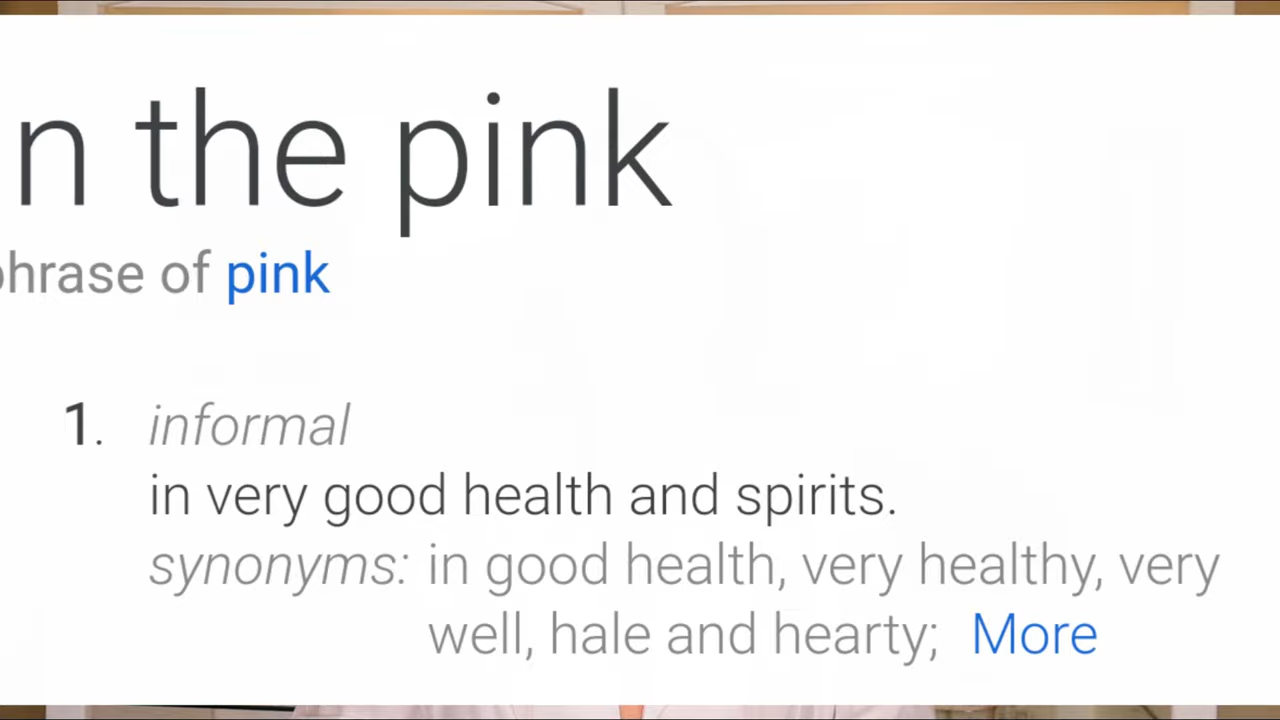 n the pink
phrase of pink
1. informal
in very good health and spirits.
synonyms: in good health, very healthy, very
well, hale and hearty; More